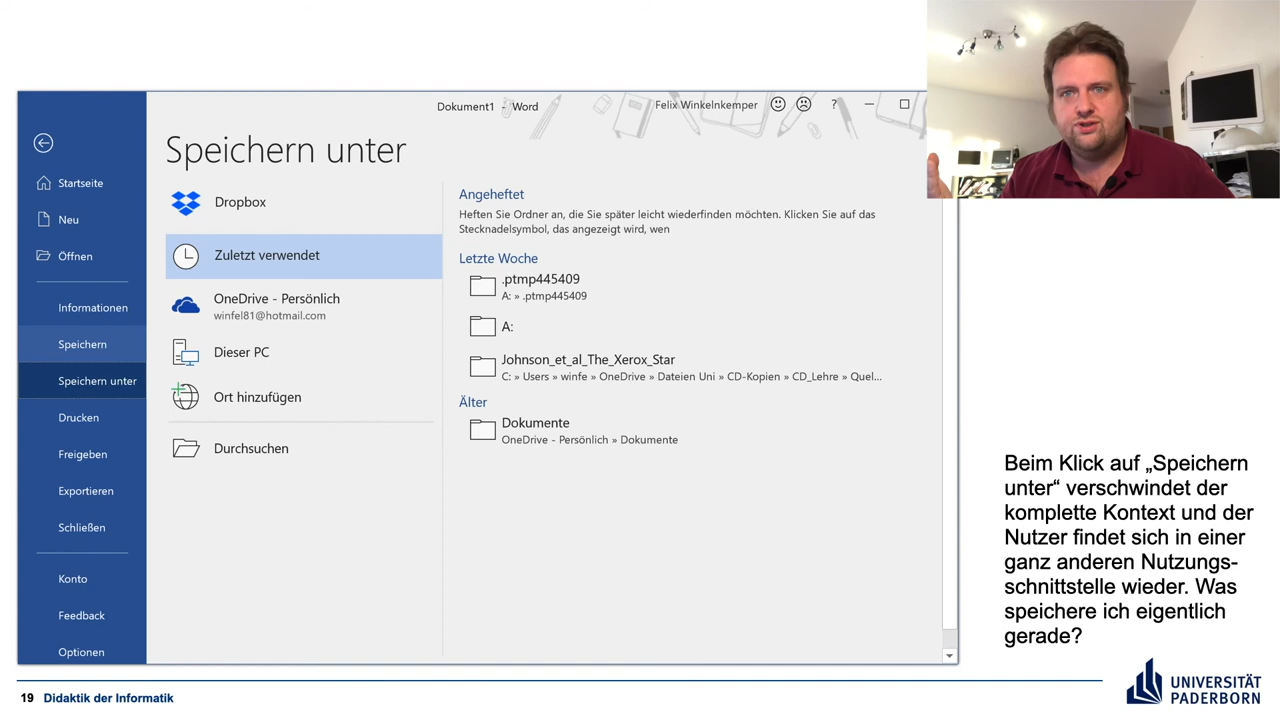 Dokument1 - Word
Felix Winkelnkemper
?
Speichern unter
Startseite
Neu
Öffnen
Informationen
Speichern
Speichern unter
Drucken
Freigeben
Exportieren
Schließen
Konto
Feedback
Optionen
Dropbox
Zuletzt verwendet
OneDrive - Persönlich
winfel81@hotmail.com
Dieser PC
Ort hinzufügen
Durchsuchen
Angeheftet
Heften Sie Ordner an, die Sie später leicht wiederfinden möchten. Klicken Sie auf das
Stecknadelsymbol, das angezeigt wird, wen
Letzte Woche
.ptmp445409
A: » .ptmp445409
A:
Johnson_et_al_The_Xerox_Star
C: » Users » winfe » OneDrive » Dateien Uni » CD-Kopien » CD_Lehre » Quel...
Älter
Dokumente
OneDrive - Persönlich » Dokumente
Beim Klick auf „Speichern
unter“ verschwindet der
komplette Kontext und der
Nutzer findet sich in einer
ganz anderen Nutzungs-
schnittstelle wieder. Was
speichere ich eigentlich
gerade?
19 Didaktik der Informatik
UNIVERSITÄT
PADERBORN